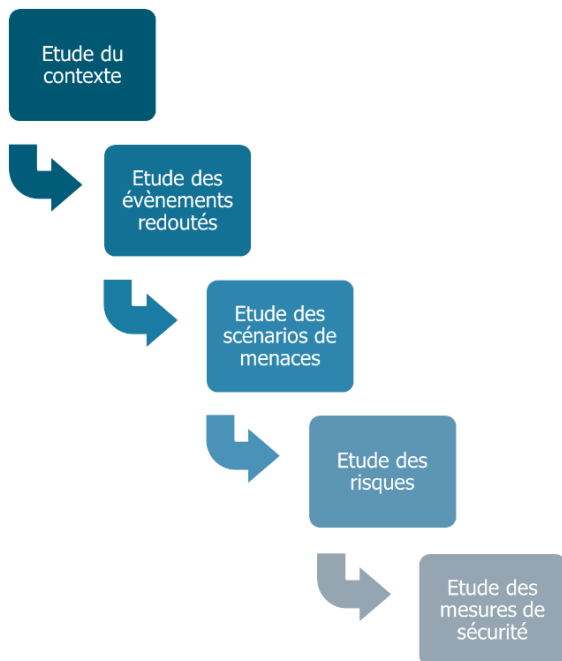 Etude du
contexte
Etude des
évènements
redoutés
Etude des
scénarios de
menaces
Etude des
risques
Etude des
mesures de
sécurité